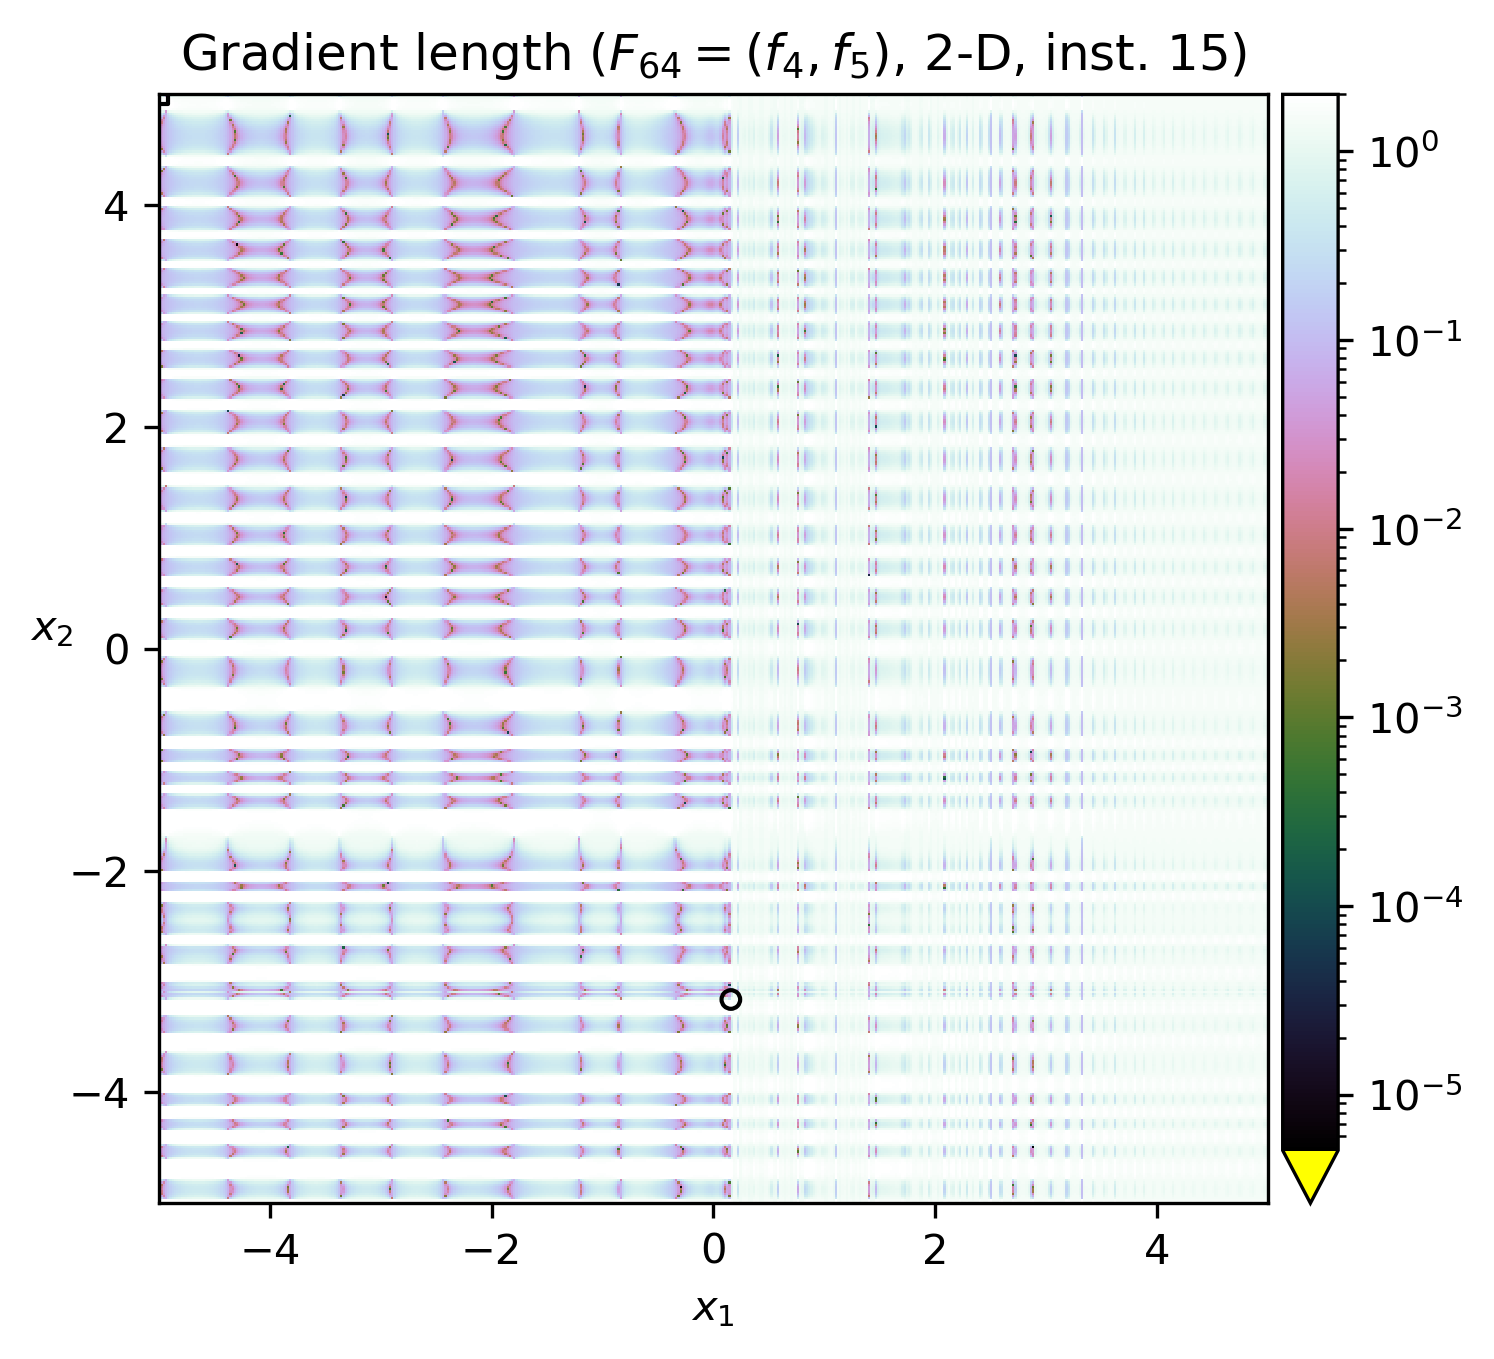 Gradient length (F₆₄ = (f₄, f₅), 2-D, inst. 15)
10⁰
10⁻¹
10⁻²
10⁻³
10⁻⁴
10⁻⁵
4
2
0
−2
−4
x₂
−4 −2 0 2 4
x₁